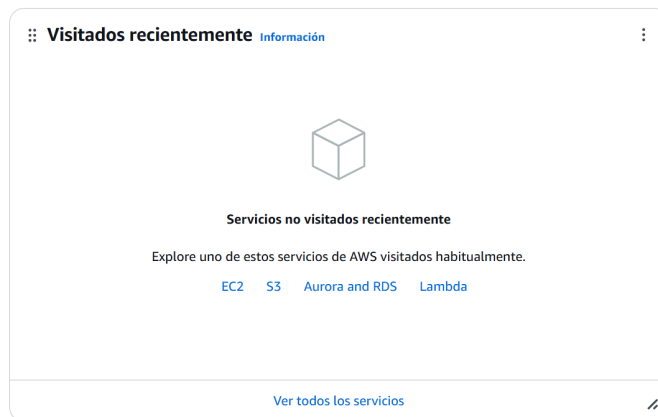 Visitados recientemente Información
Servicios no visitados recientemente
Explore uno de estos servicios de AWS visitados habitualmente.
EC2 S3 Aurora and RDS Lambda
Ver todos los servicios